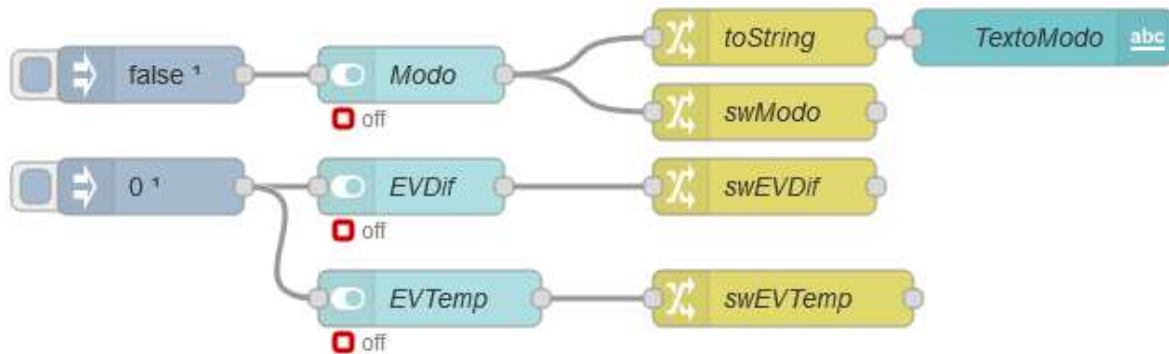 false ¹
Modo
off
toString
TextoModo
abc
swModo
0 ¹
EVDif
off
swEVDif
EVTemp
off
swEVTemp